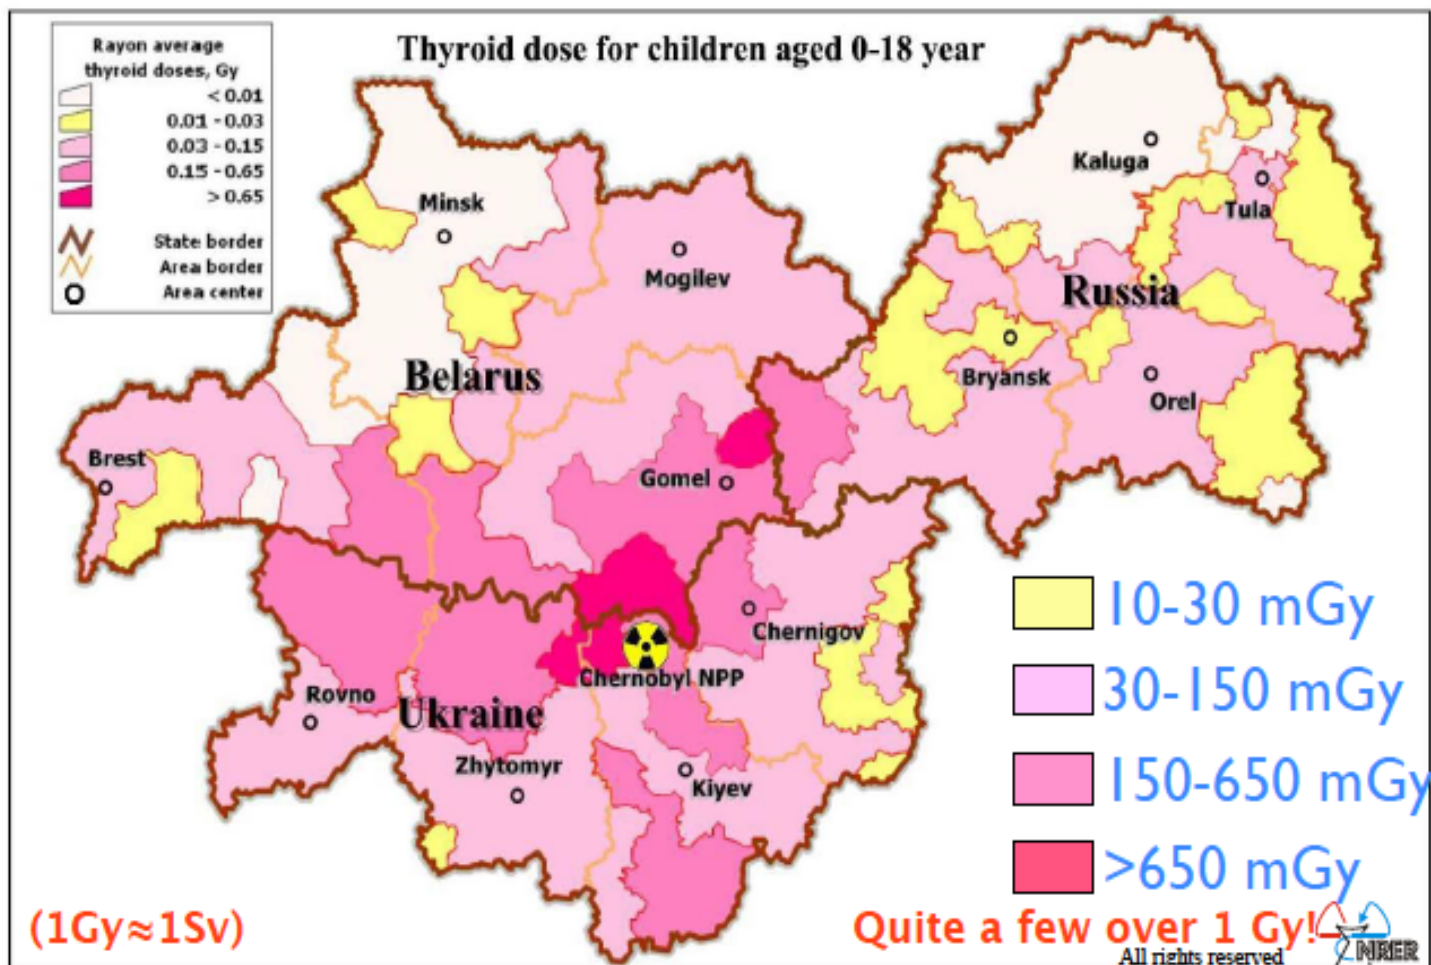 Thyroid dose for children aged 0-18 year
Rayon average
thyroid doses, Gy
< 0.01
0.01 - 0.03
0.03 - 0.15
0.15 - 0.65
> 0.65
State border
Area border
Area center
Kaluga
Tula
Minsk
Mogilev
Russia
Belarus
Bryansk
Orel
Brest
Gomel
Chernigov
Chernobyl NPP
Rovno
Ukraine
Zhytomyr
Kiyev
10-30 mGy
30-150 mGy
150-650 mGy
>650 mGy
(1Gy≈1Sv)
Quite a few over 1 Gy!
All rights reserved
NRER